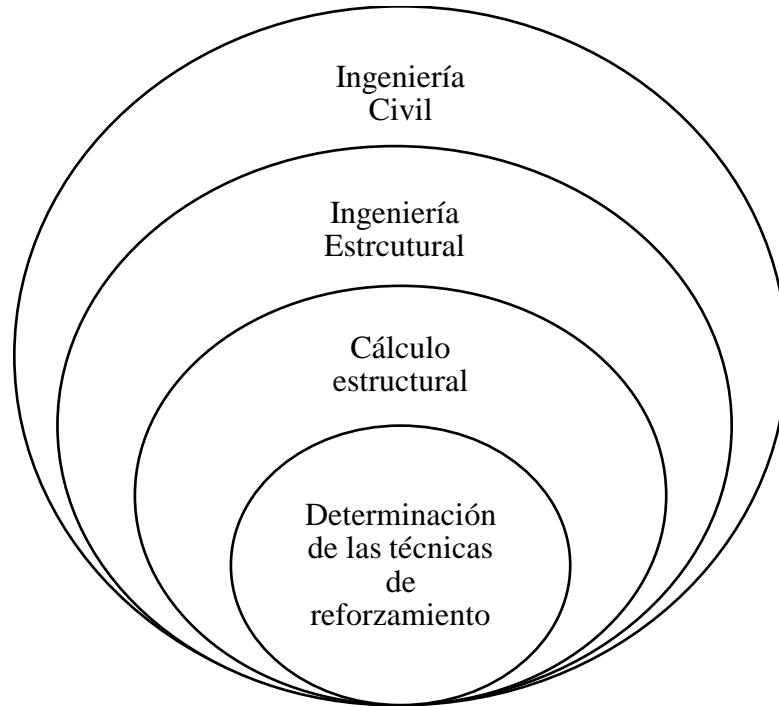 Ingeniería
Civil
Ingeniería
Estrcutural
Cálculo
estructural
Determinación
de las técnicas
de
reforzamiento